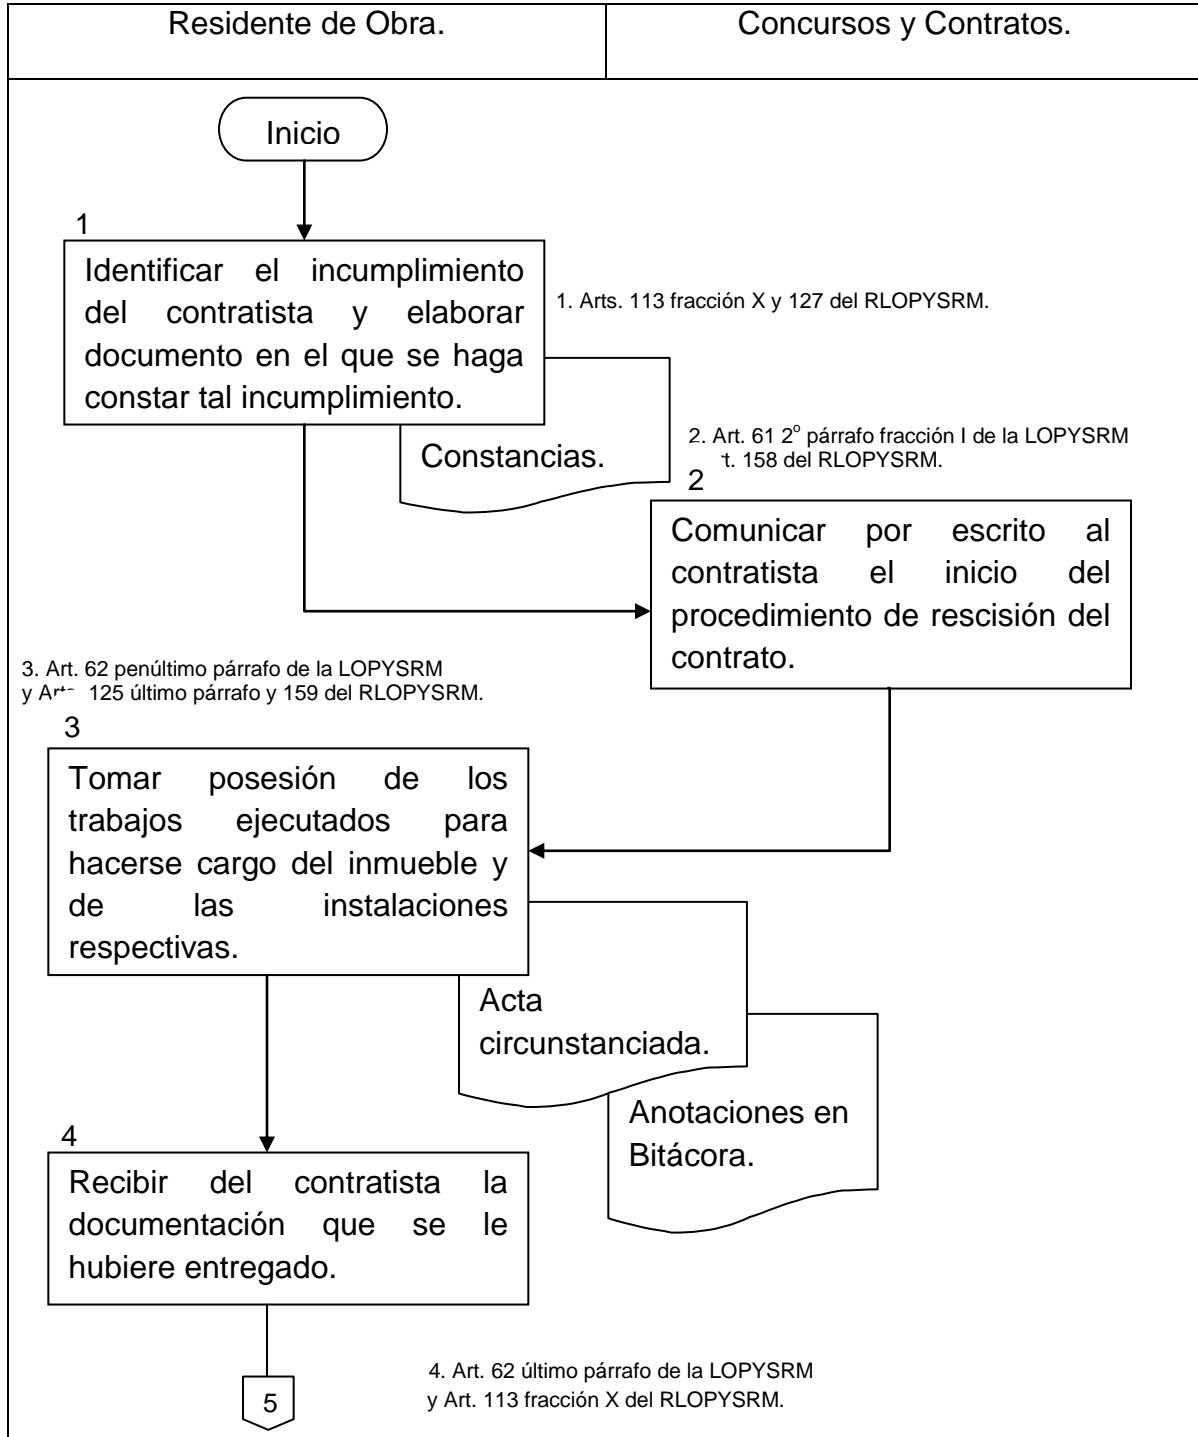 Residente de Obra.
Concursos y Contratos.
Inicio
1
Identificar el incumplimiento
del contratista y elaborar
documento en el que se haga
constar tal incumplimiento.
1. Arts. 113 fracción X y 127 del RLOPYSRM.
Constancias.
2. Art. 61 2º párrafo fracción I de la LOPYSRM
t. 158 del RLOPYSRM.
2
Comunicar por escrito al
contratista el inicio del
procedimiento de rescisión del
contrato.
3. Art. 62 penúltimo párrafo de la LOPYSRM
y 125 último párrafo y 159 del RLOPYSRM.
3
Tomar posesión de los
trabajos ejecutados para
hacerse cargo del inmueble y
de las instalaciones
respectivas.
Acta
circunstanciada.
Anotaciones en
Bitácora.
4
Recibir del contratista la
documentación que se le
hubiere entregado.
4. Art. 62 último párrafo de la LOPYSRM
y Art. 113 fracción X del RLOPYSRM.
5